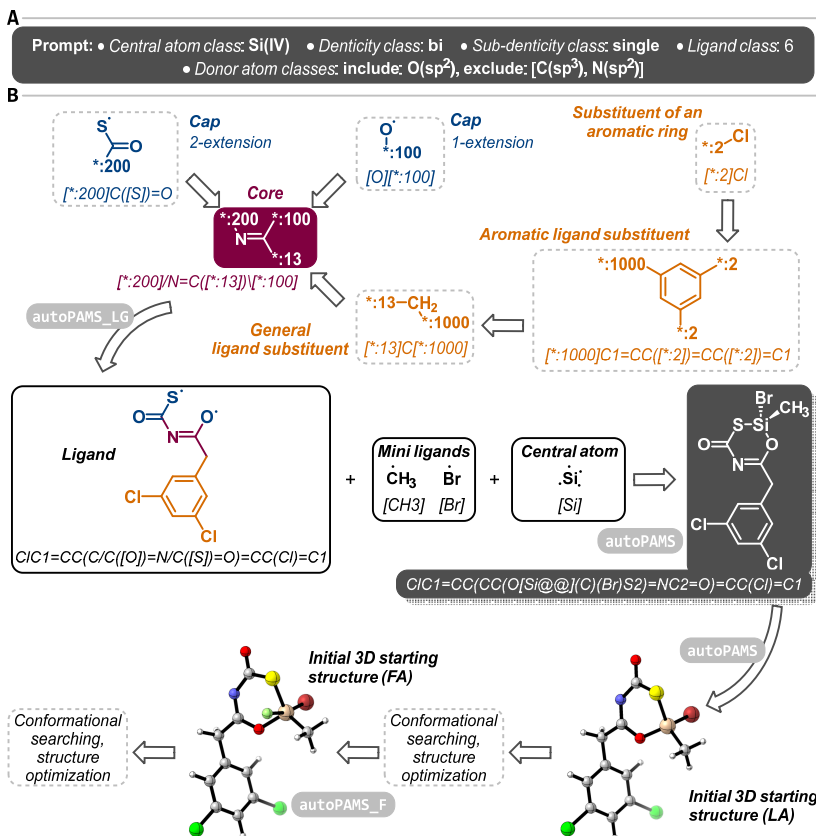 A
Prompt: • Central atom class: Si(IV) • Denticity class: bi • Sub-denticity class: single • Ligand class: 6
• Donor atom classes: include: O(sp2), exclude: [C(sp3), N(sp2)]
B
S•
O
*:200
[*:200]C([S])=O
Cap
2-extension
O•
*:100
[O][*:100]
Cap
1-extension
Substituent of an
aromatic ring
*:2 Cl
[*:2]Cl
Core
*:200 *:100
N
*:13
[*:200]/N=C([*:13])\[*:100]
Aromatic ligand substituent
*:1000 *:2
*:2
[*:1000]C1=CC([*:2])=CC([*:2])=C1
*:13–CH2
*:1000
[*:13]C[*:1000]
General
ligand substituent
autoPAMS_LG
Ligand
S•
O O•
N
Cl
Cl
ClC1=CC(C/C([O])=N/C([S])=O)=CC(Cl)=C1
+
Mini ligands
•CH3 •Br
[CH3] [Br]
+
Central atom
•Si•
[Si]
autoPAMS
Br
CH3
S–Si
O O
N
Cl
Cl
ClC1=CC(CC(O[Si@@](C)(Br)S2)=NC2=O)=CC(Cl)=C1
autoPAMS
Initial 3D starting
structure (FA)
Initial 3D starting
structure (LA)
Conformational
searching,
structure
optimization
Conformational
searching,
structure
optimization
autoPAMS_F